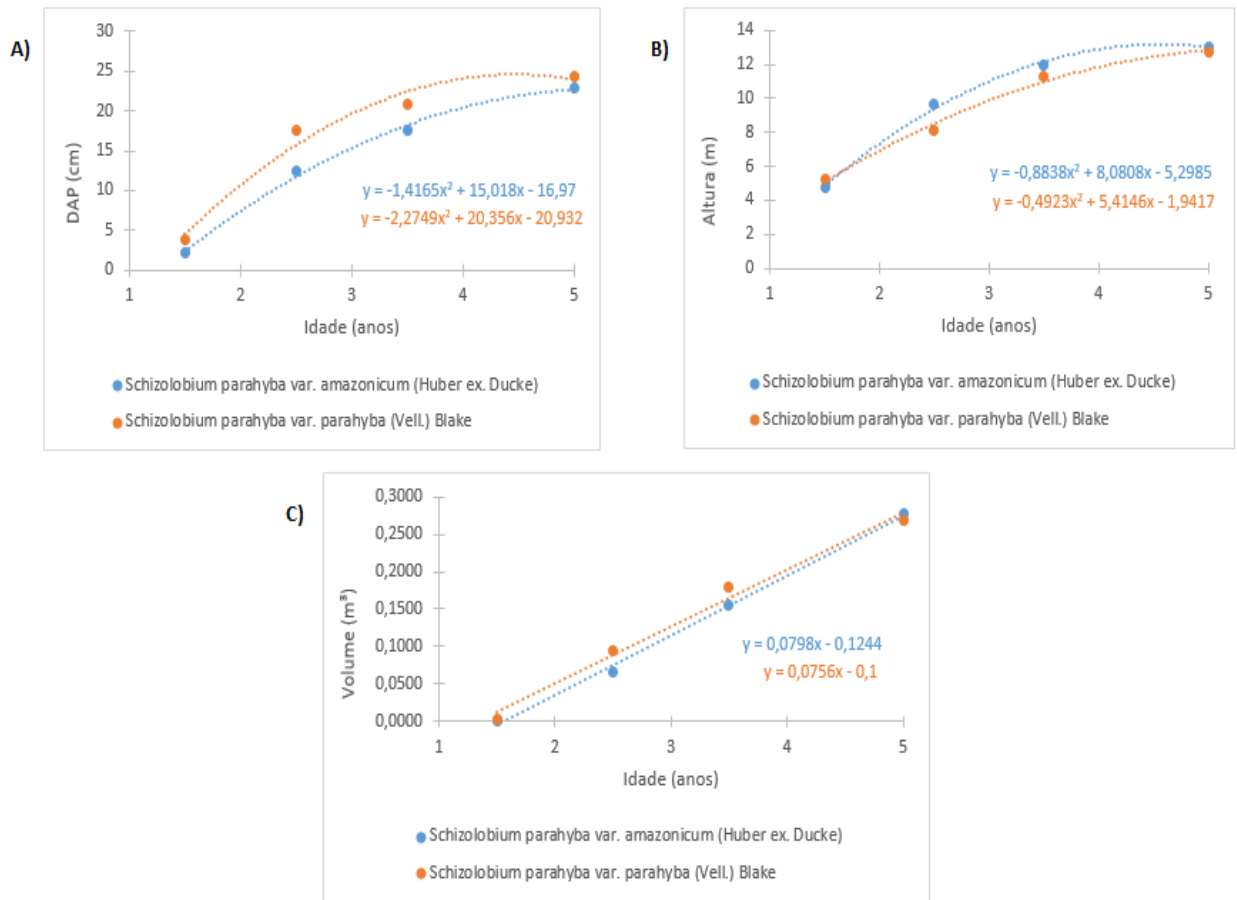 A)
30
25
20
15
10
5
0
DAP (cm)
y = -1,4165x² + 15,018x - 16,97
y = -2,2749x² + 20,356x - 20,932
1 2 3 4 5
Idade (anos)
Schizolobium parahyba var. amazonicum (Huber ex. Ducke)
Schizolobium parahyba var. parahyba (Vell.) Blake
B)
14
12
10
8
6
4
2
0
Altura (m)
y = -0,8838x² + 8,0808x - 5,2985
y = -0,4923x² + 5,4146x - 1,9417
1 2 3 4 5
Idade (anos)
Schizolobium parahyba var. amazonicum (Huber ex. Ducke)
Schizolobium parahyba var. parahyba (Vell.) Blake
C)
0,3000
0,2500
0,2000
0,1500
0,1000
0,0500
0,0000
Volume (m³)
y = 0,0798x - 0,1244
y = 0,0756x - 0,1
1 2 3 4 5
Idade (anos)
Schizolobium parahyba var. amazonicum (Huber ex. Ducke)
Schizolobium parahyba var. parahyba (Vell.) Blake